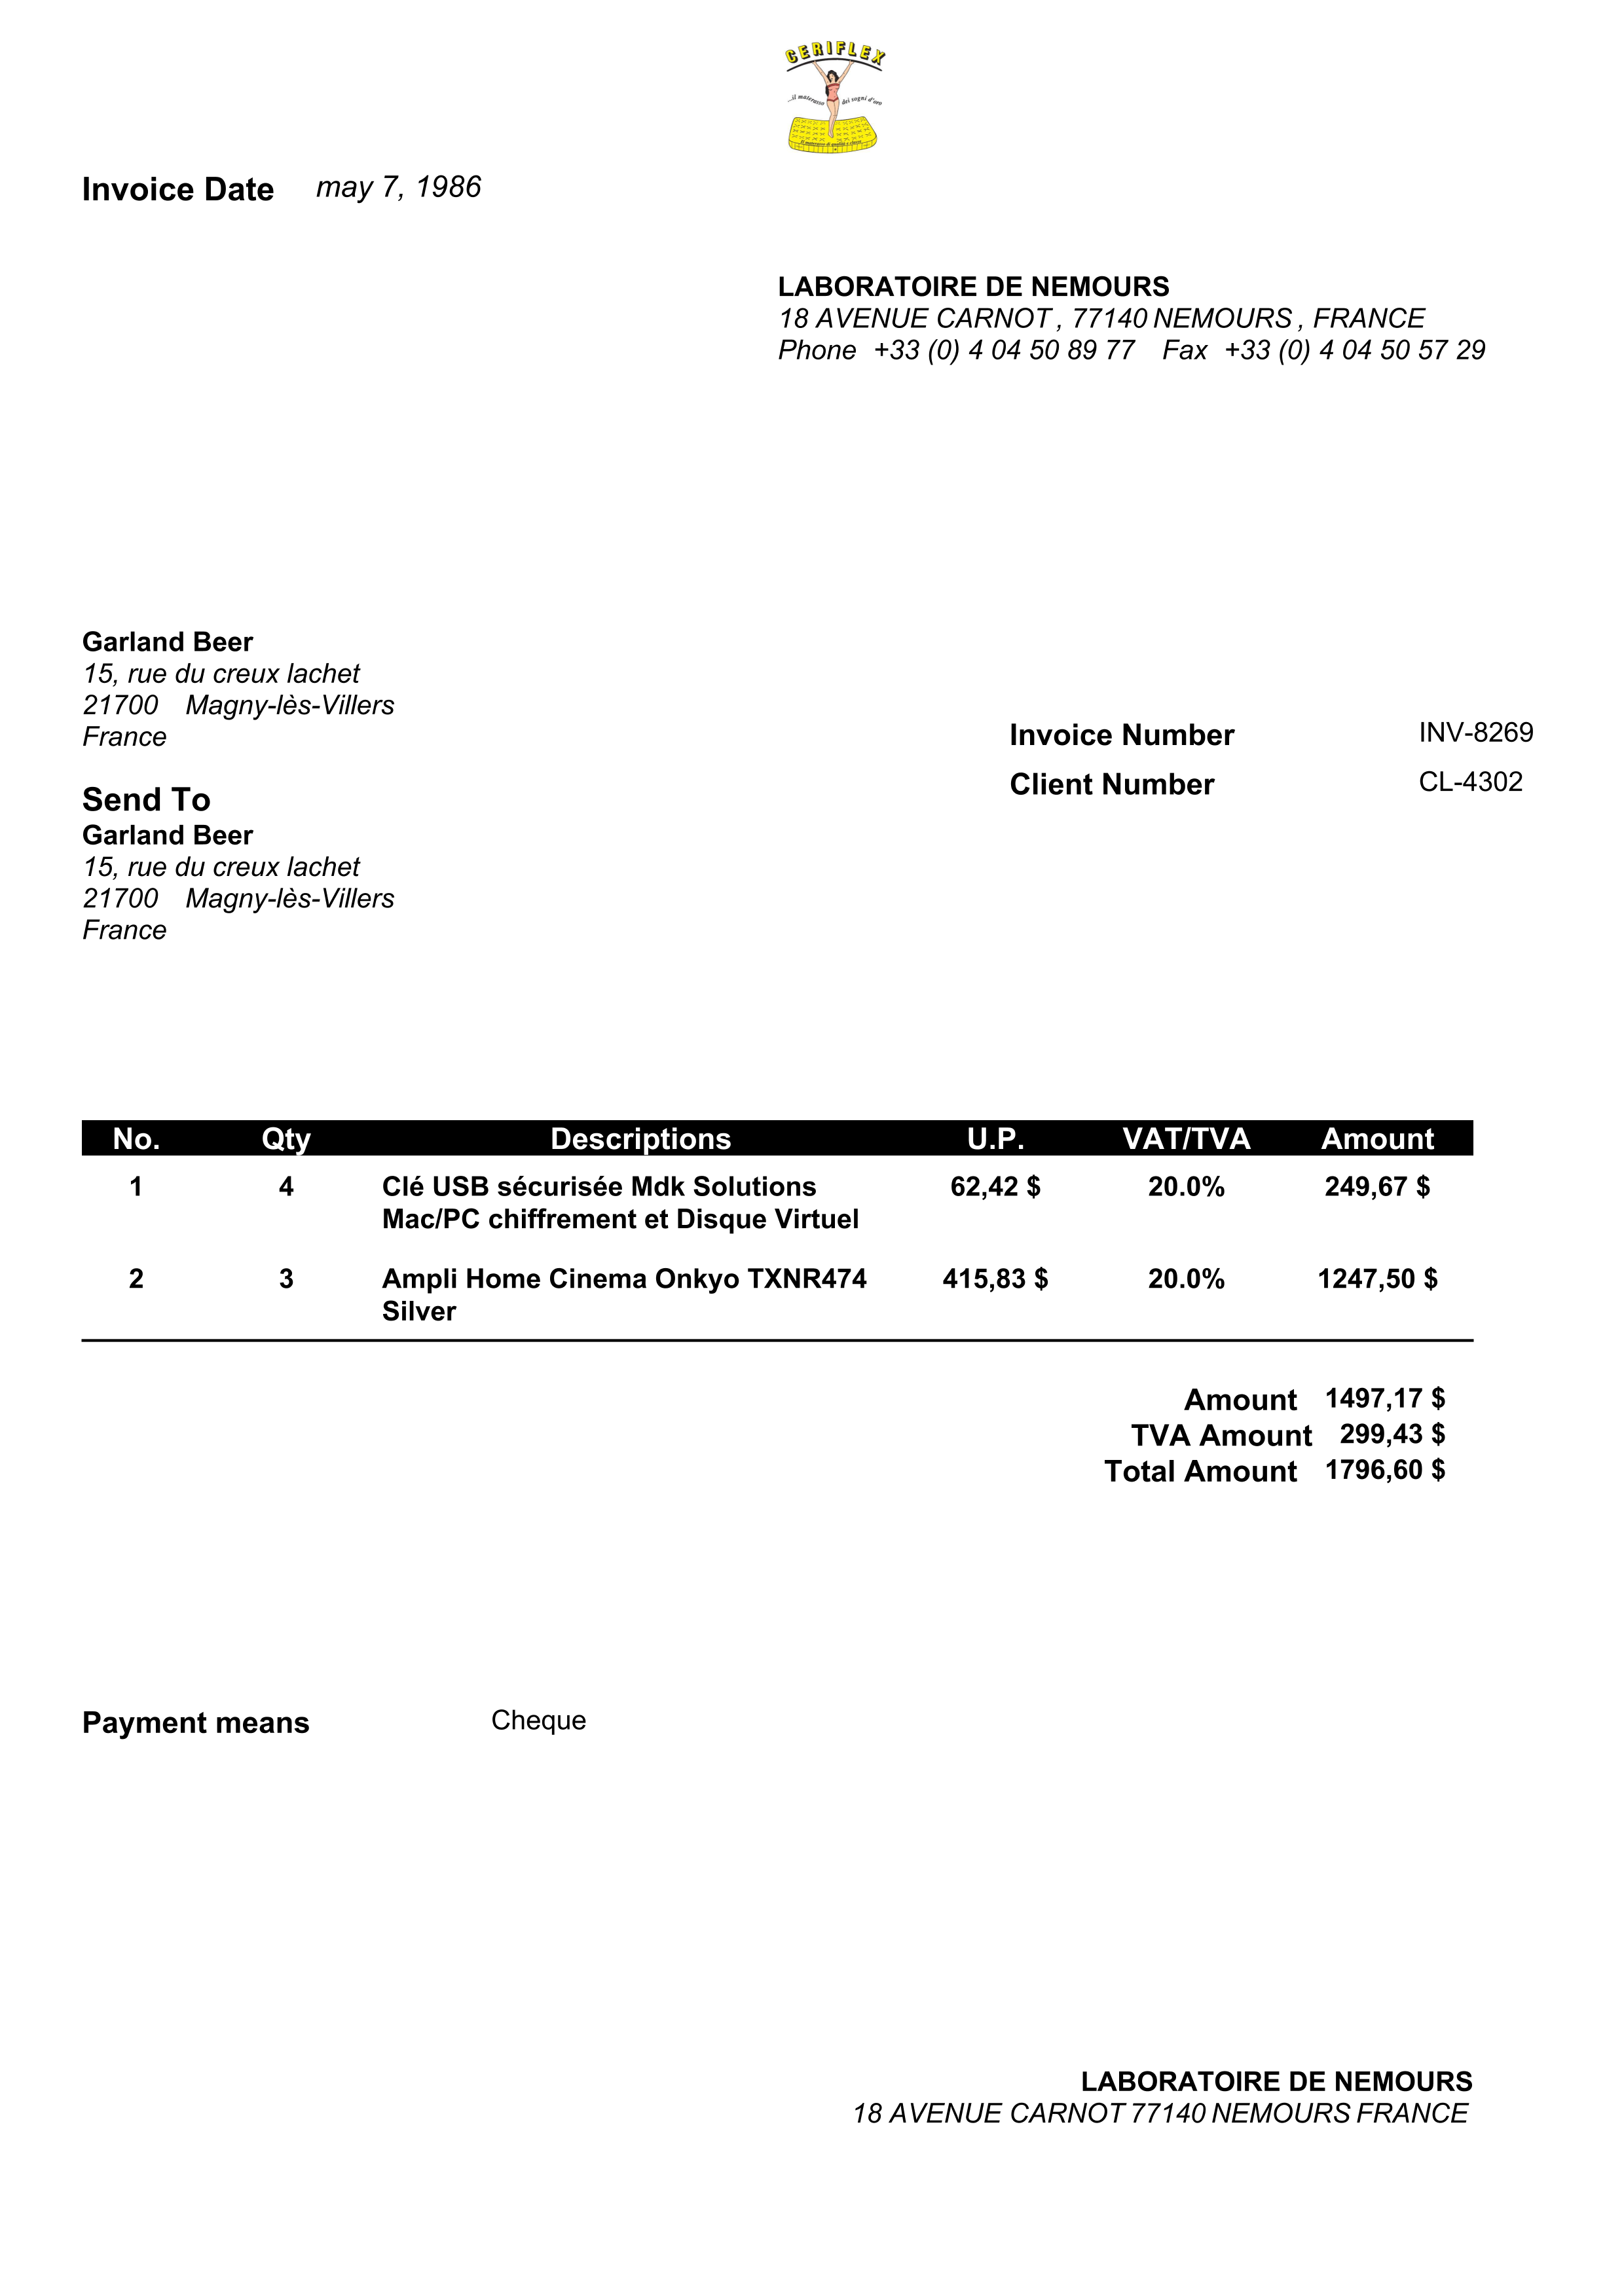 CERIFLEX
...il materasso dei sogni d'oro
Invoice Date may 7, 1986
LABORATOIRE DE NEMOURS
18 AVENUE CARNOT , 77140 NEMOURS , FRANCE
Phone +33 (0) 4 04 50 89 77 Fax +33 (0) 4 04 50 57 29
Garland Beer
15, rue du creux lachet
21700 Magny-lès-Villers
France
Invoice Number INV-8269
Client Number CL-4302
Send To
Garland Beer
15, rue du creux lachet
21700 Magny-lès-Villers
France
No. Qty Descriptions U.P. VAT/TVA Amount
1 4 Clé USB sécurisée Mdk Solutions 62,42 $ 20.0% 249,67 $
Mac/PC chiffrement et Disque Virtuel
2 3 Ampli Home Cinema Onkyo TXNR474 415,83 $ 20.0% 1247,50 $
Silver
Amount 1497,17 $
TVA Amount 299,43 $
Total Amount 1796,60 $
Payment means Cheque
LABORATOIRE DE NEMOURS
18 AVENUE CARNOT 77140 NEMOURS FRANCE